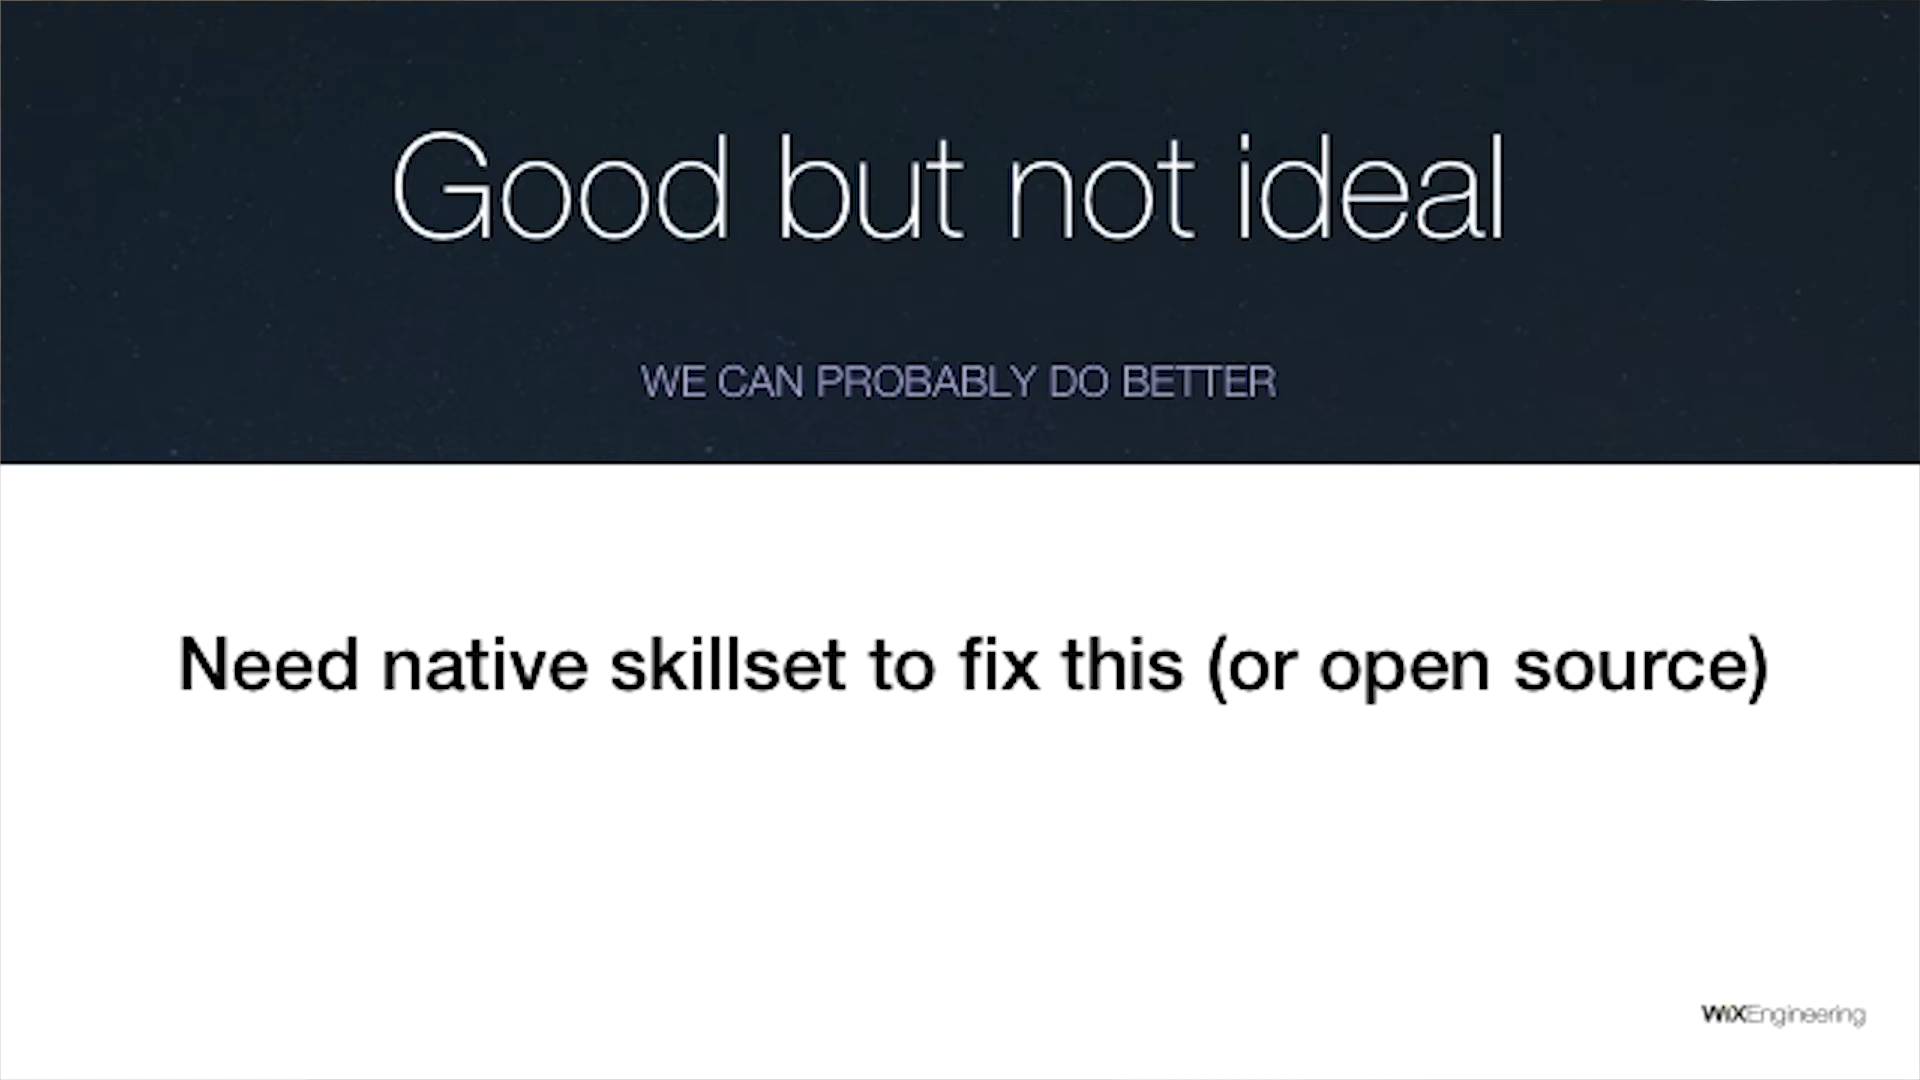 Good but not ideal
WE CAN PROBABLY DO BETTER
Need native skillset to fix this (or open source)
WiXEngineering